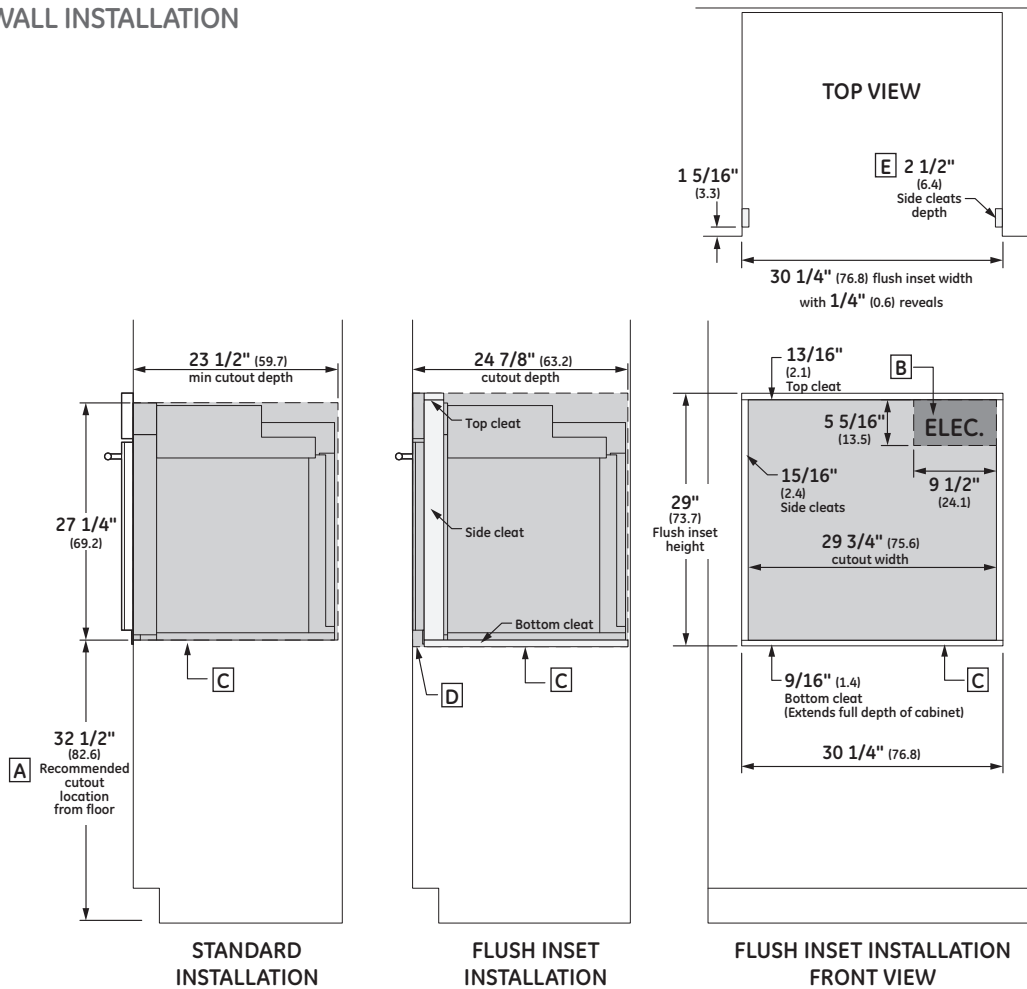 WALL INSTALLATION
TOP VIEW
1 5/16"
(3.3)
E 2 1/2"
(6.4)
Side cleats
depth
30 1/4" (76.8) flush inset width
with 1/4" (0.6) reveals
23 1/2" (59.7)
min cutout depth
27 1/4"
(69.2)
C
A
32 1/2"
(82.6)
Recommended
cutout
location
from floor
STANDARD
INSTALLATION
24 7/8" (63.2)
cutout depth
Top cleat
Side cleat
Bottom cleat
D
C
FLUSH INSET
INSTALLATION
13/16"
(2.1)
Top cleat
B
5 5/16"
(13.5)
ELEC.
9 1/2"
(24.1)
15/16"
(2.4)
Side cleats
29"
(73.7)
Flush inset
height
29 3/4" (75.6)
cutout width
9/16" (1.4)
Bottom cleat
(Extends full depth of cabinet)
C
30 1/4" (76.8)
FLUSH INSET INSTALLATION
FRONT VIEW